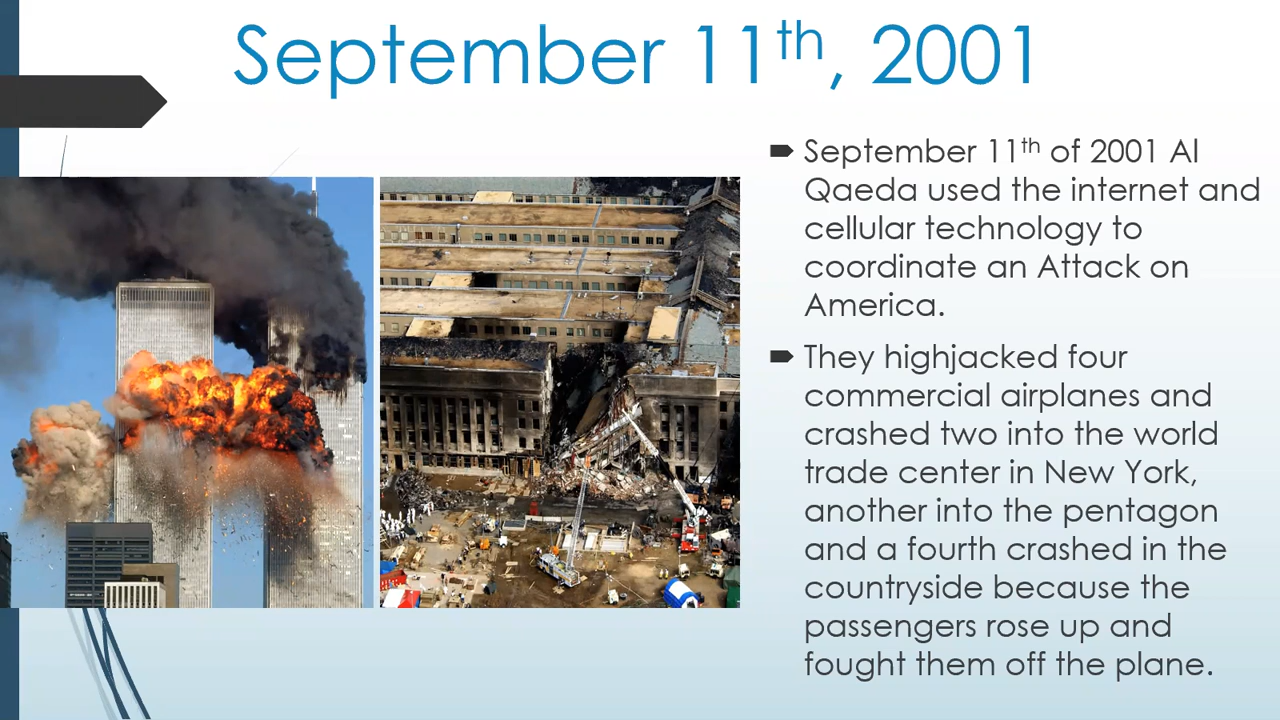 September 11th, 2001
September 11th of 2001 Al
Qaeda used the internet and
cellular technology to
coordinate an Attack on
America.
They highjacked four
commercial airplanes and
crashed two into the world
trade center in New York,
another into the pentagon
and a fourth crashed in the
countryside because the
passengers rose up and
fought them off the plane.